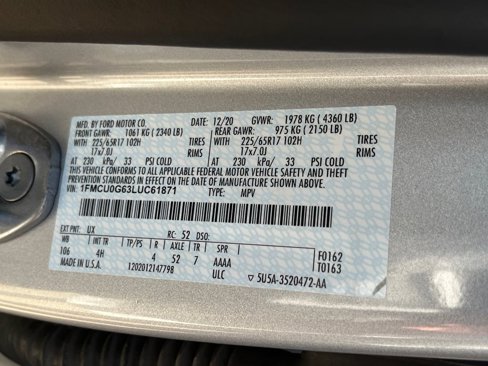 MFD. BY FORD MOTOR CO. 12/20 GVWR: 1978 KG ( 4360 LB)
FRONT GAWR: 1061 KG ( 2340 LB) REAR GAWR: 975 KG ( 2150 LB)
WITH 225/65R17 102H TIRES WITH 225/65R17 102H TIRES
17x7.0J RIMS 17x7.0J RIMS
AT 230 kPa/ 33 PSI COLD AT 230 kPa/ 33 PSI COLD
THIS VEHICLE CONFORMS TO ALL APPLICABLE FEDERAL MOTOR VEHICLE SAFETY AND THEFT
PREVENTION STANDARDS IN EFFECT ON THE DATE OF MANUFACTURE SHOWN ABOVE.
VIN: 1FMCU0G63LUC61871 TYPE: MPV
EXT PNT: UX RC: 52 DSO:
WB INT TR TP/PS R AXLE TR SPR
106 4H 4 52 7 AAAA F0162
MADE IN U.S.A. 1202012147798 ULC T0163
▽ 5U5A-3520472-AA